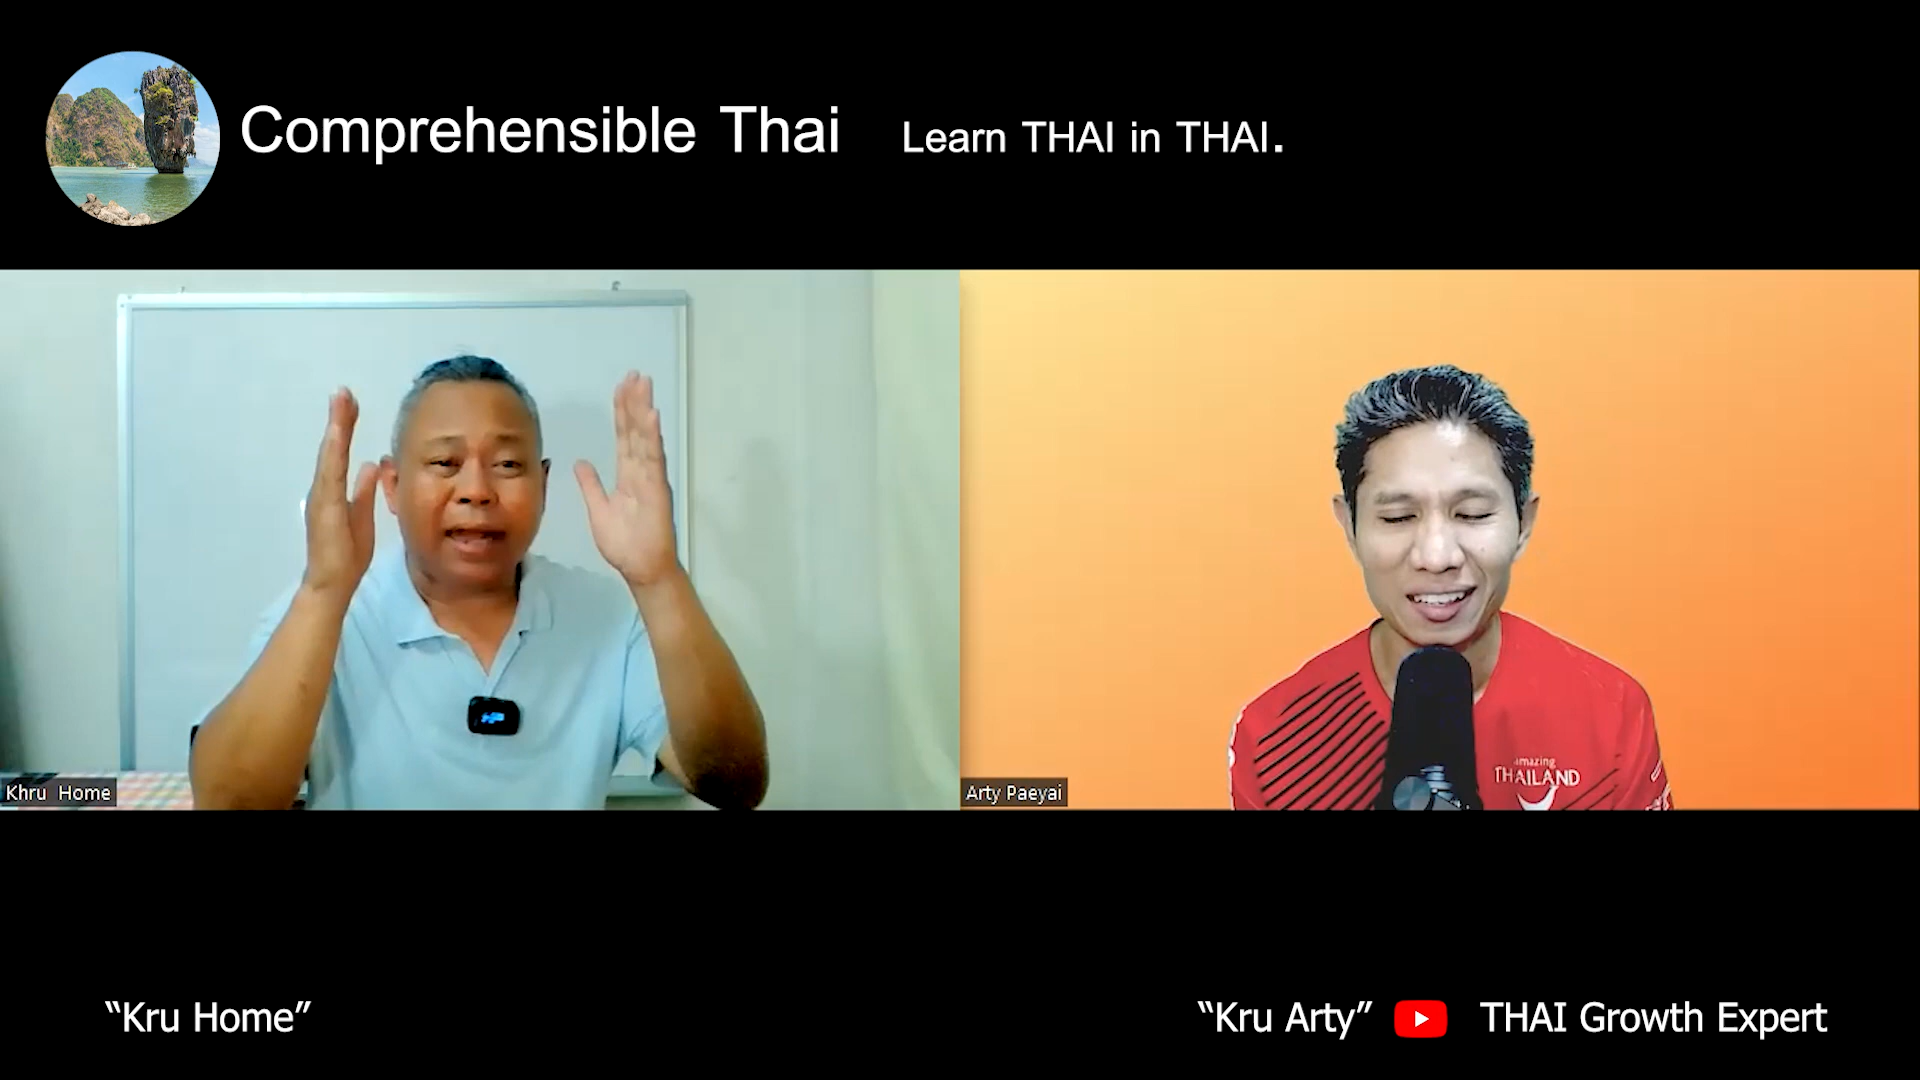 Comprehensible Thai
Learn THAI in THAI.
Khru Home
Arty Paeyai
amazing
THAILAND
“Kru Home”
“Kru Arty”
THAI Growth Expert